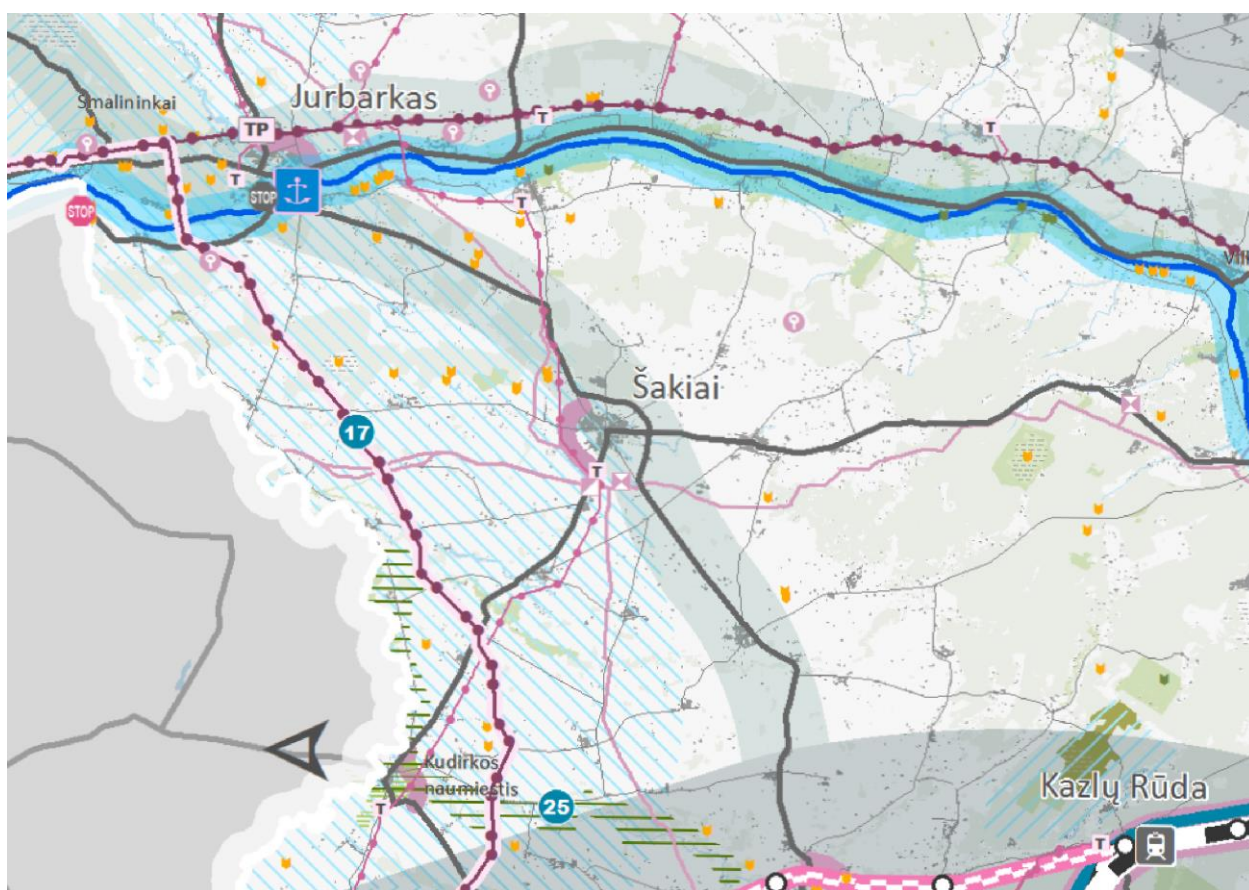 Smalininkai
Jurbarkas
TP
T
T
T
STOP
T
STOP
Šakiai
17
T
Kudirkos
naumiestis
T
25
Kazlų Rūda
T